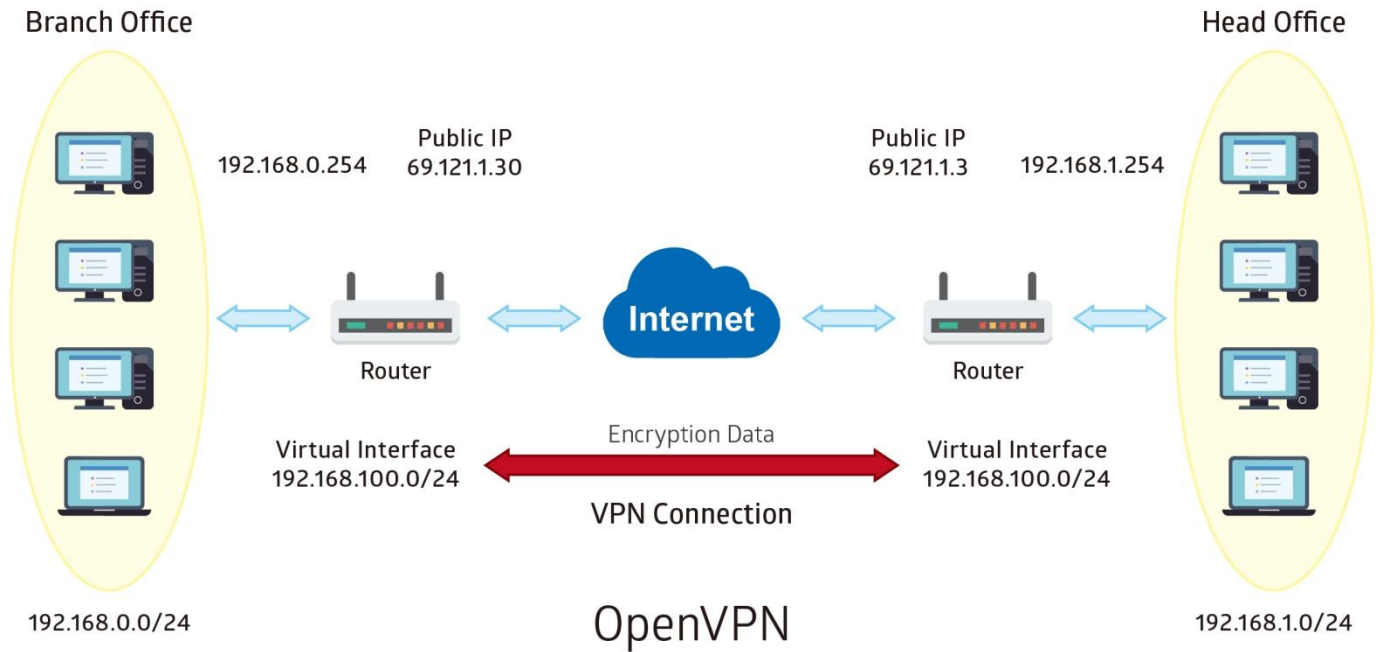 Branch Office
Head Office
Public IP
69.121.1.30
192.168.0.254
Public IP
69.121.1.3
192.168.1.254
Internet
Router
Router
Virtual Interface
192.168.100.0/24
Encryption Data
VPN Connection
Virtual Interface
192.168.100.0/24
192.168.0.0/24
OpenVPN
192.168.1.0/24